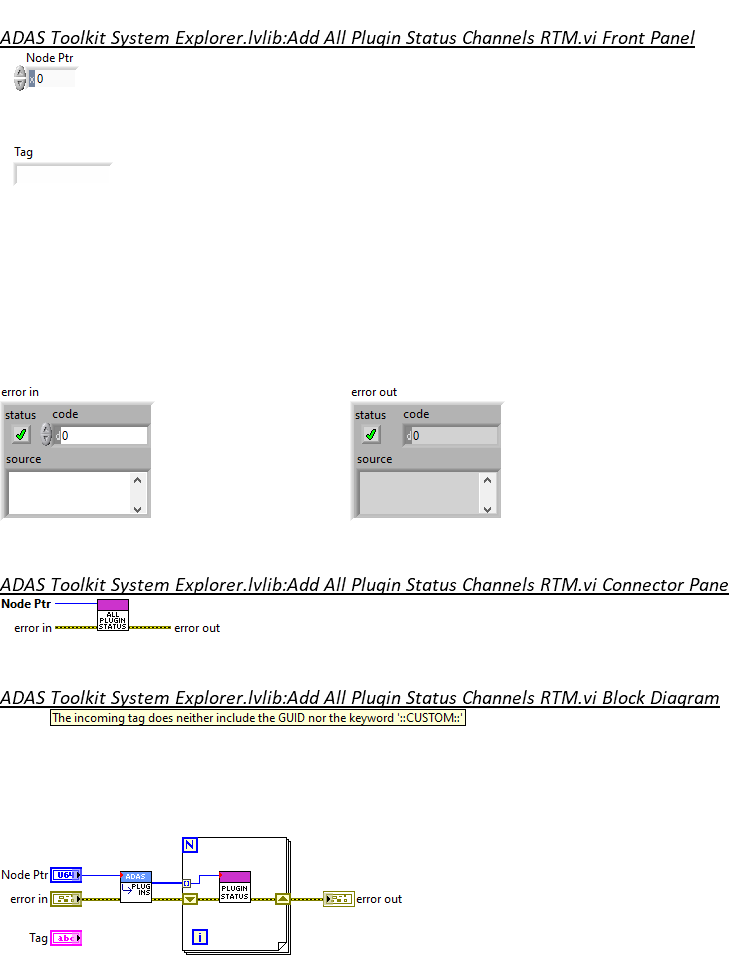 ADAS Toolkit System Explorer.lvlib:Add All Plugin Status Channels RTM.vi Front Panel
Node Ptr
x 0
Tag
error in
error out
status code
status code
d 0
d 0
source
source
ADAS Toolkit System Explorer.lvlib:Add All Plugin Status Channels RTM.vi Connector Pane
Node Ptr
ALL
PLUGIN
STATUS
error in
error out
ADAS Toolkit System Explorer.lvlib:Add All Plugin Status Channels RTM.vi Block Diagram
The incoming tag does neither include the GUID nor the keyword '::CUSTOM::'
N
Node Ptr U64
ADAS
PLUG
INS
PLUGIN
STATUS
error in
error out
i
Tag abc